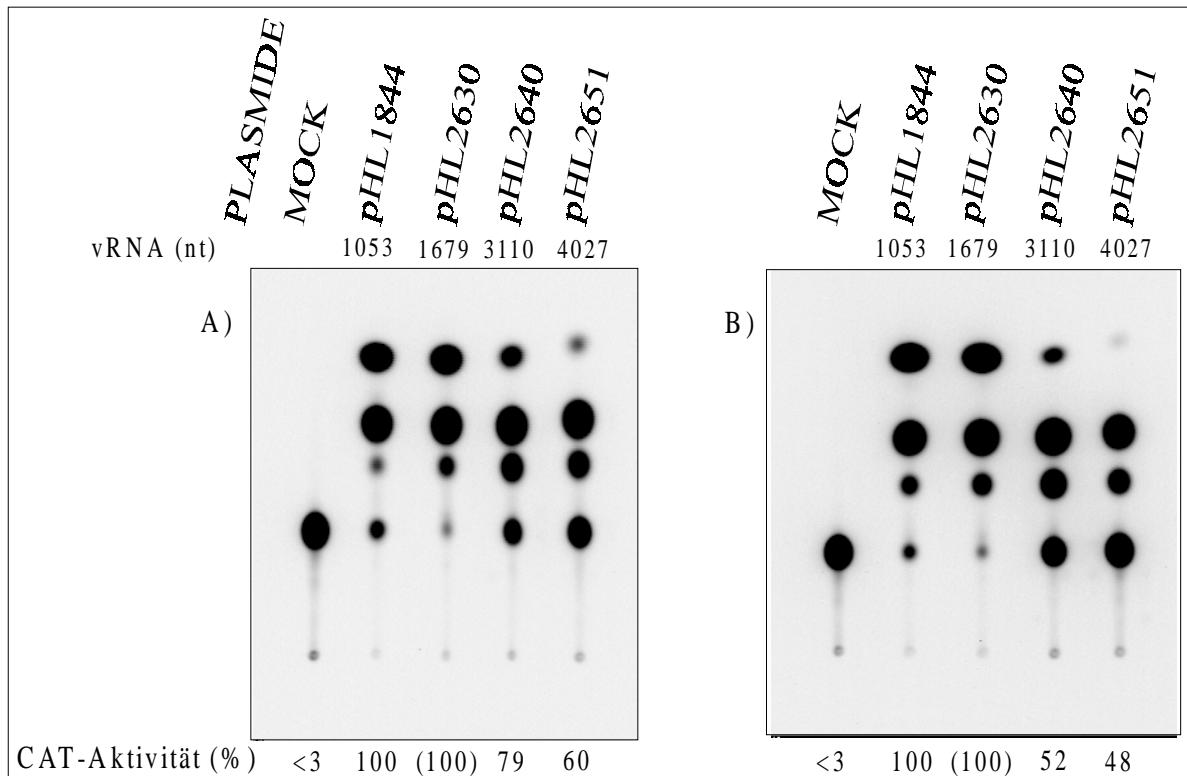 PLASMIDE MOCK pHL1844 pHL2630 pHL2640 pHL2651 MOCK pHL1844 pHL2630 pHL2640 pHL2651
vRNA (nt) 1053 1679 3110 4027 1053 1679 3110 4027
A) B)
CAT-Aktivität (%) <3 100 (100) 79 60 <3 100 (100) 52 48